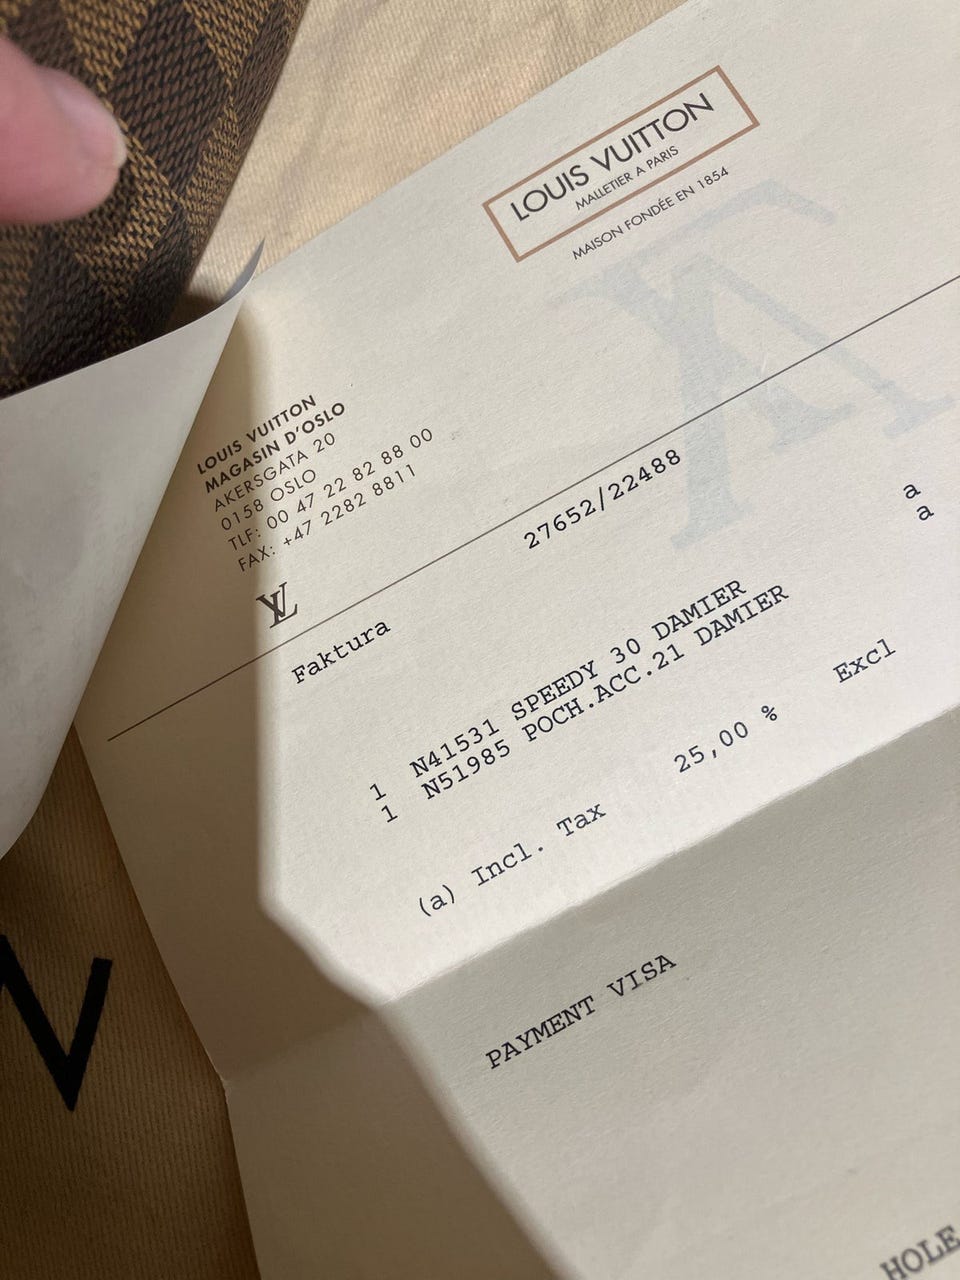 LOUIS VUITTON
MALLETIER A PARIS
MAISON FONDÉE EN 1854
LOUIS VUITTON
MAGASIN D'OSLO
AKERSGATA 20
0158 OSLO
TLF: 00 47 22 82 88 00
FAX: +47 2282 8811
LV
Faktura 27652/22488
1 N41531 SPEEDY 30 DAMIER a
1 N51985 POCH.ACC.21 DAMIER a
(a) Incl. Tax 25,00 % Excl
PAYMENT VISA
HOLE